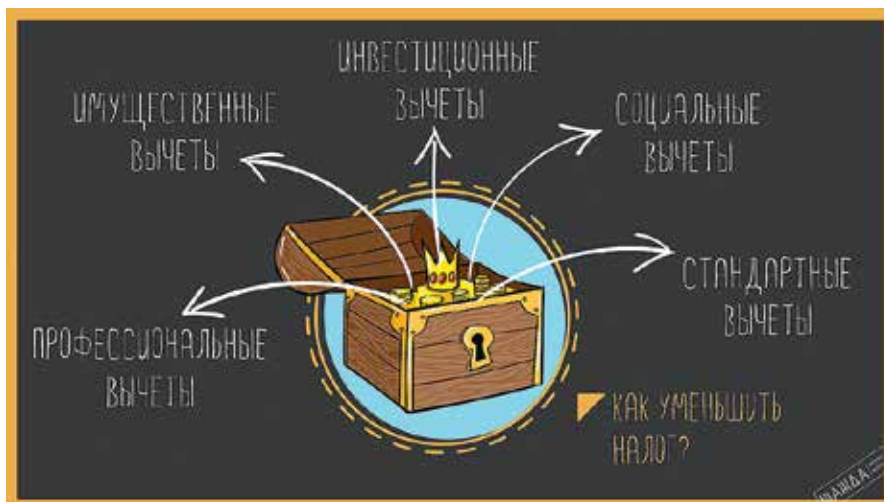 ИНВЕСТИЦИОННЫЕ
ВЫЧЕТЫ
ИМУЩЕСТВЕННЫЕ
ВЫЧЕТЫ
СОЦИАЛЬНЫЕ
ВЫЧЕТЫ
СТАНДАРТНЫЕ
ВЫЧЕТЫ
ПРОФЕССИОНАЛЬНЫЕ
ВЫЧЕТЫ
КАК УМЕНЬШИТЬ
НАЛОГ?